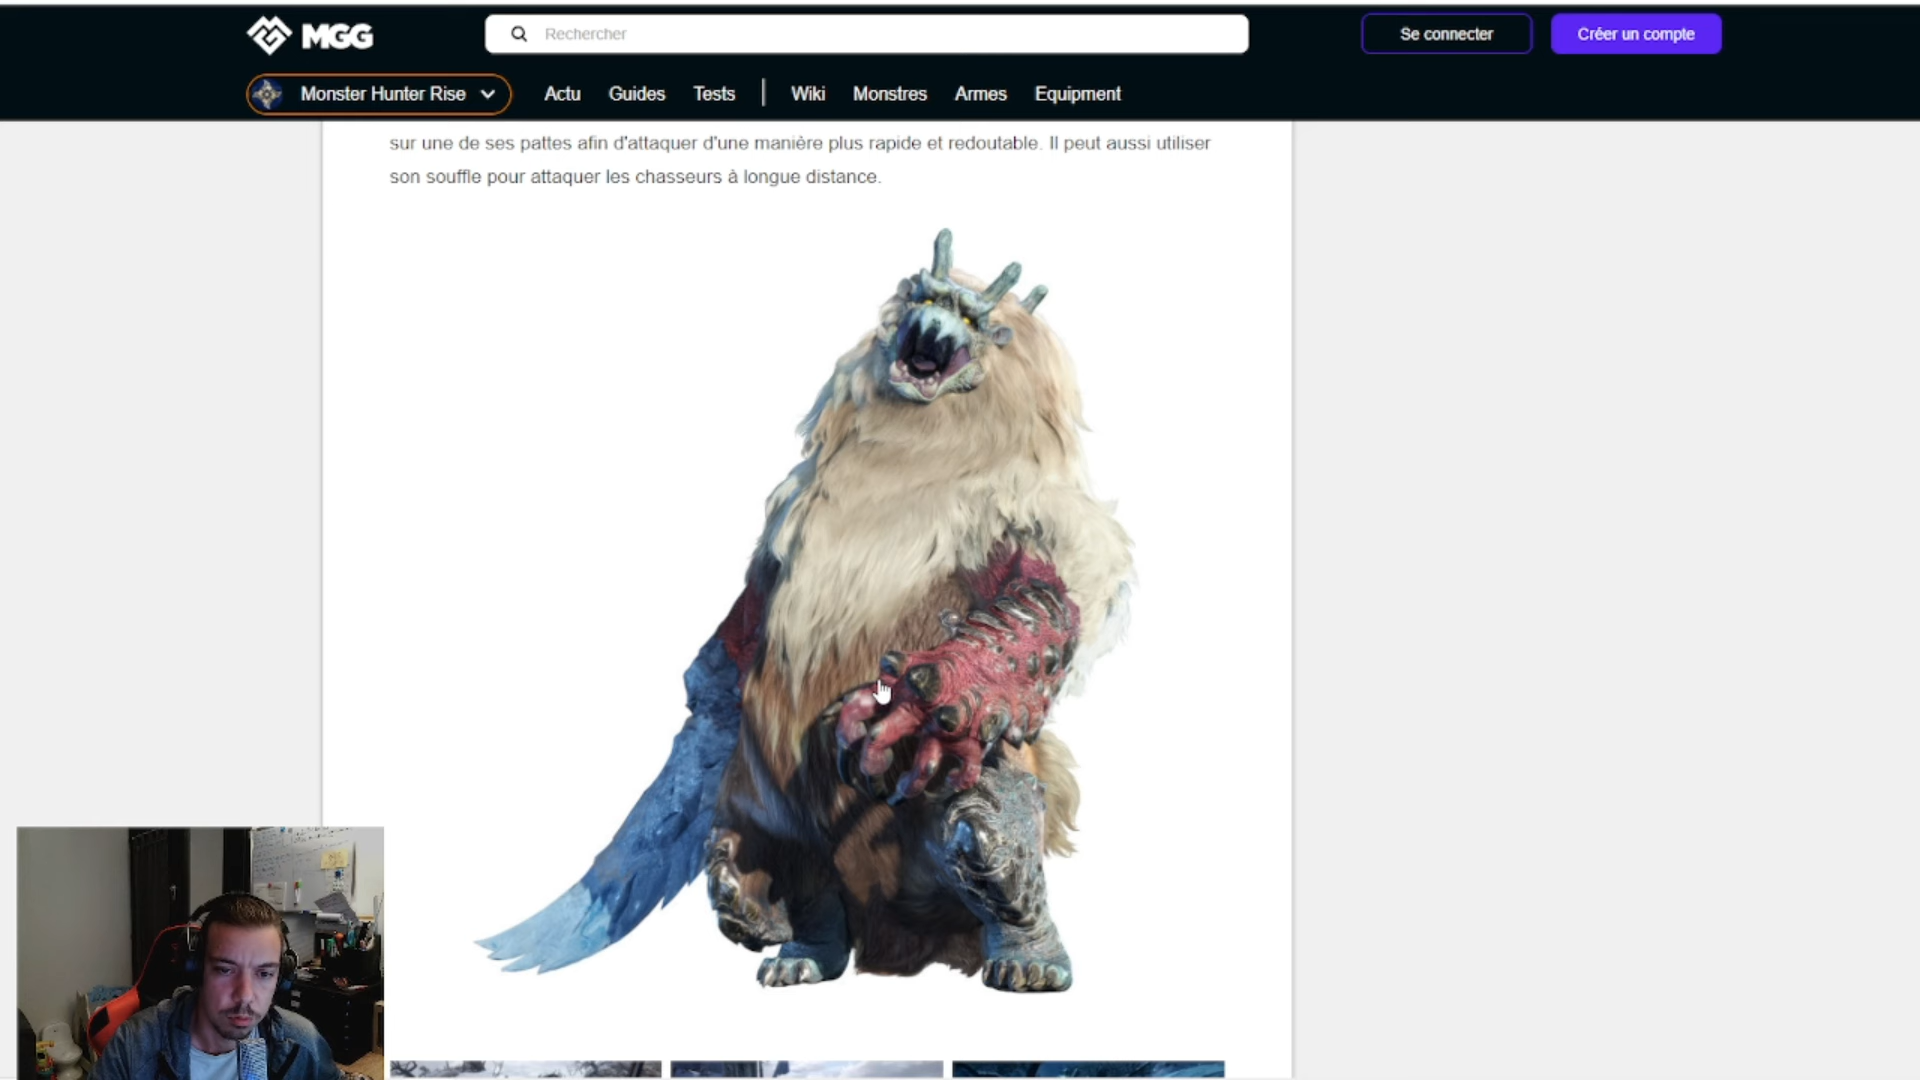 MGG
Rechercher
Se connecter
Créer un compte
Monster Hunter Rise
Actu
Guides
Tests
Wiki
Monstres
Armes
Equipment
sur une de ses pattes afin d'attaquer d'une manière plus rapide et redoutable. Il peut aussi utiliser
son souffle pour attaquer les chasseurs à longue distance.